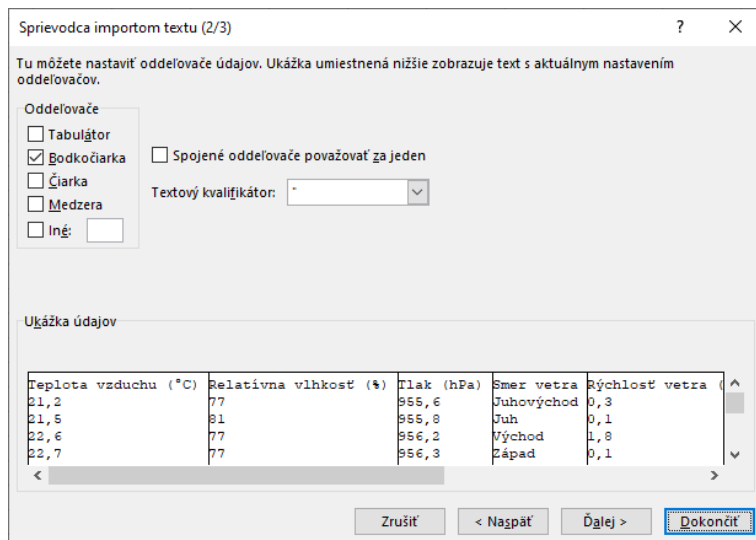 Sprievodca importom textu (2/3) ? ×
Tu môžete nastaviť oddeľovače údajov. Ukážka umiestnená nižšie zobrazuje text s aktuálnym nastavením
oddeľovačov.
Oddeľovače
Tabulátor
Bodkočiarka
Čiarka
Medzera
Iné:
Spojené oddeľovače považovať za jeden
Textový kvalifikátor: "
Ukážka údajov
Teplota vzduchu (°C) Relatívna vlhkosť (%) Tlak (hPa) Smer vetra Rýchlosť vetra (
21,2 77 955,6 Juhovýchod 0,3
21,5 81 955,8 Juh 0,1
22,6 77 956,2 Východ 1,8
22,7 77 956,3 Západ 0,1
Zrušiť < Naspäť Ďalej > Dokončiť